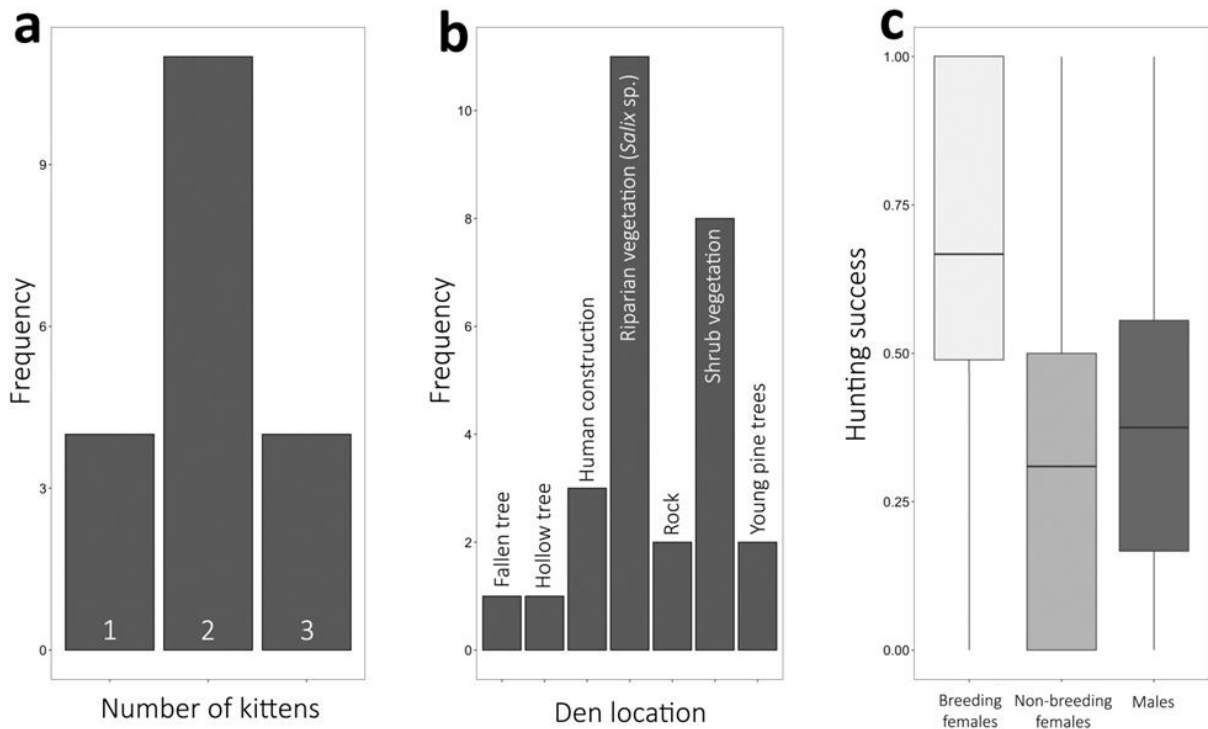 a
9
6
3
0
Frequency
1
2
3
Number of kittens
b
10
8
6
4
2
0
Frequency
Fallen tree
Hollow tree
Human construction
Riparian vegetation (Salix sp.)
Rock
Shrub vegetation
Young pine trees
Den location
c
1.00
0.75
0.50
0.25
0.00
Hunting success
Breeding
females
Non-breeding
females
Males